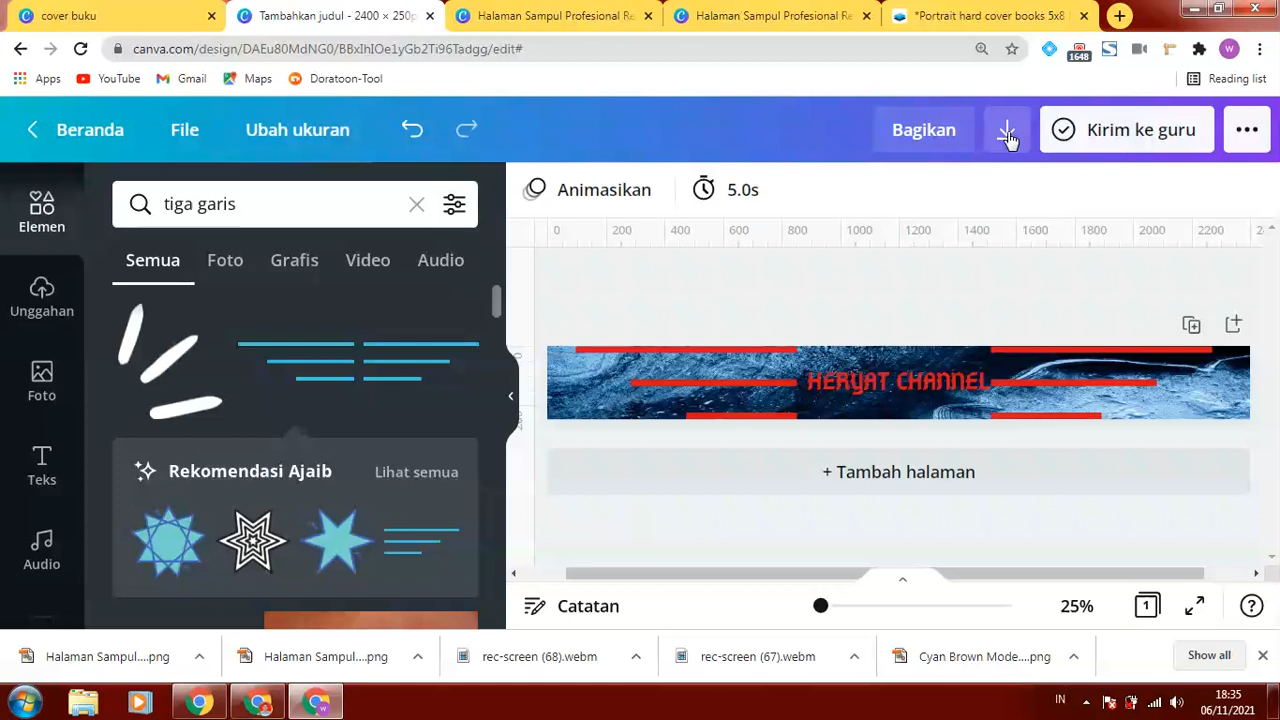 cover buku
Tambahkan judul - 2400 × 250p
Halaman Sampul Profesional Re
Halaman Sampul Profesional Re
*Portrait hard cover books 5x8
canva.com/design/DAEu80MdNG0/BBxIhIOe1yGb2Ti96Tadgg/edit#
1648
W
Apps
YouTube
Gmail
Maps
Doratoon-Tool
Reading list
Beranda
File
Ubah ukuran
Bagikan
Kirim ke guru
Elemen
Unggahan
Foto
Teks
Audio
tiga garis
Semua
Foto
Grafis
Video
Audio
Rekomendasi Ajaib
Lihat semua
Animasikan
5.0s
0 200 400 600 800 1000 1200 1400 1600 1800 2000 2200
HERYAT CHANNEL
+ Tambah halaman
Catatan
25%
1
?
Halaman Sampul....png
Halaman Sampul....png
rec-screen (68).webm
rec-screen (67).webm
Cyan Brown Mode....png
Show all
IN
18:35
06/11/2021